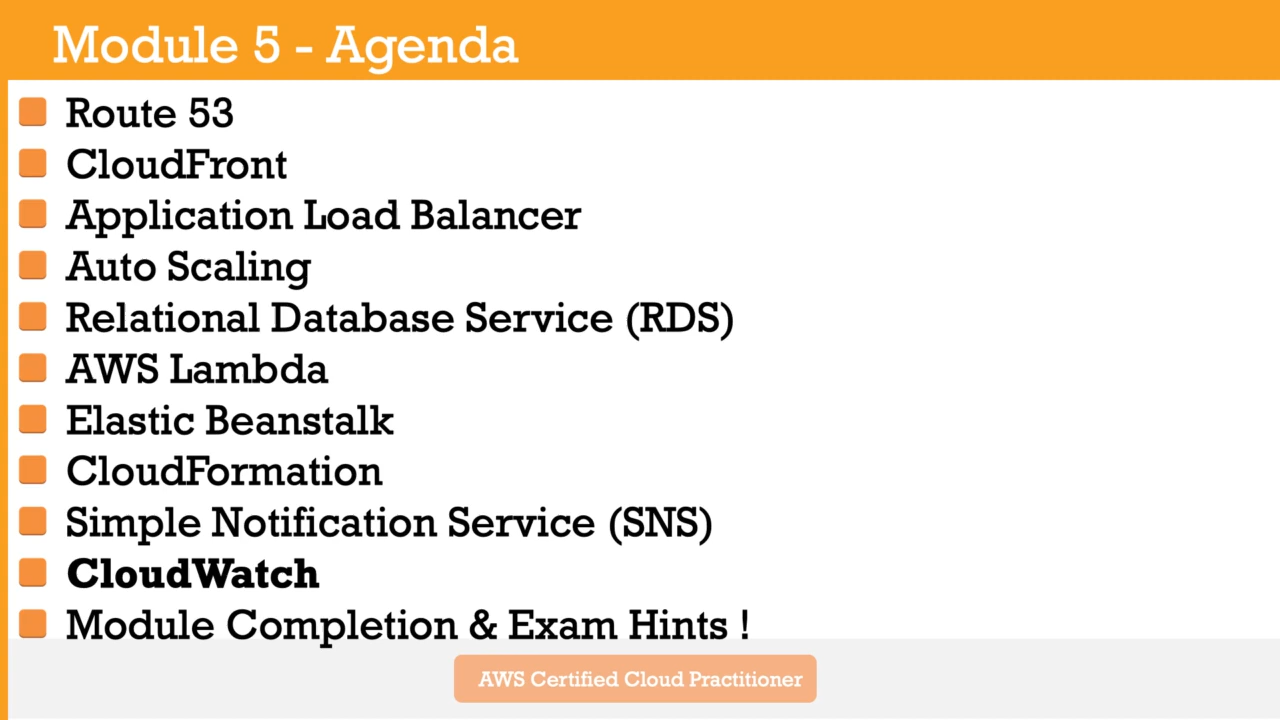 Module 5 - Agenda
Route 53
CloudFront
Application Load Balancer
Auto Scaling
Relational Database Service (RDS)
AWS Lambda
Elastic Beanstalk
CloudFormation
Simple Notification Service (SNS)
CloudWatch
Module Completion & Exam Hints !
AWS Certified Cloud Practitioner